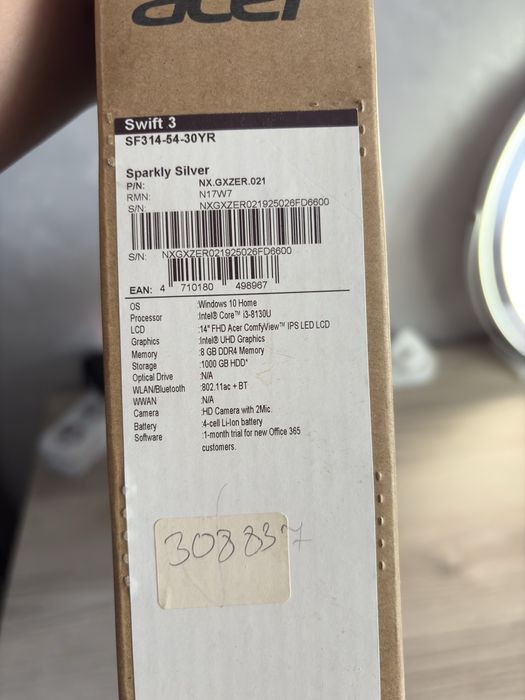 acer
Swift 3
SF314-54-30YR
Sparkly Silver
P/N: NX.GXZER.021
RMN: N17W7
S/N: NXGXZER021925026FD6600
S/N: NXGXZER021925026FD6600
EAN: 4 710180 498967
OS :Windows 10 Home
Processor :Intel® Core™ i3-8130U
LCD :14" FHD Acer ComfyView™ IPS LED LCD
Graphics :Intel® UHD Graphics
Memory :8 GB DDR4 Memory
Storage :1000 GB HDD*
Optical Drive :N/A
WLAN/Bluetooth :802.11ac + BT
WWAN :N/A
Camera :HD Camera with 2Mic.
Battery :4-cell Li-Ion battery
Software :1-month trial for new Office 365
customers.
308837